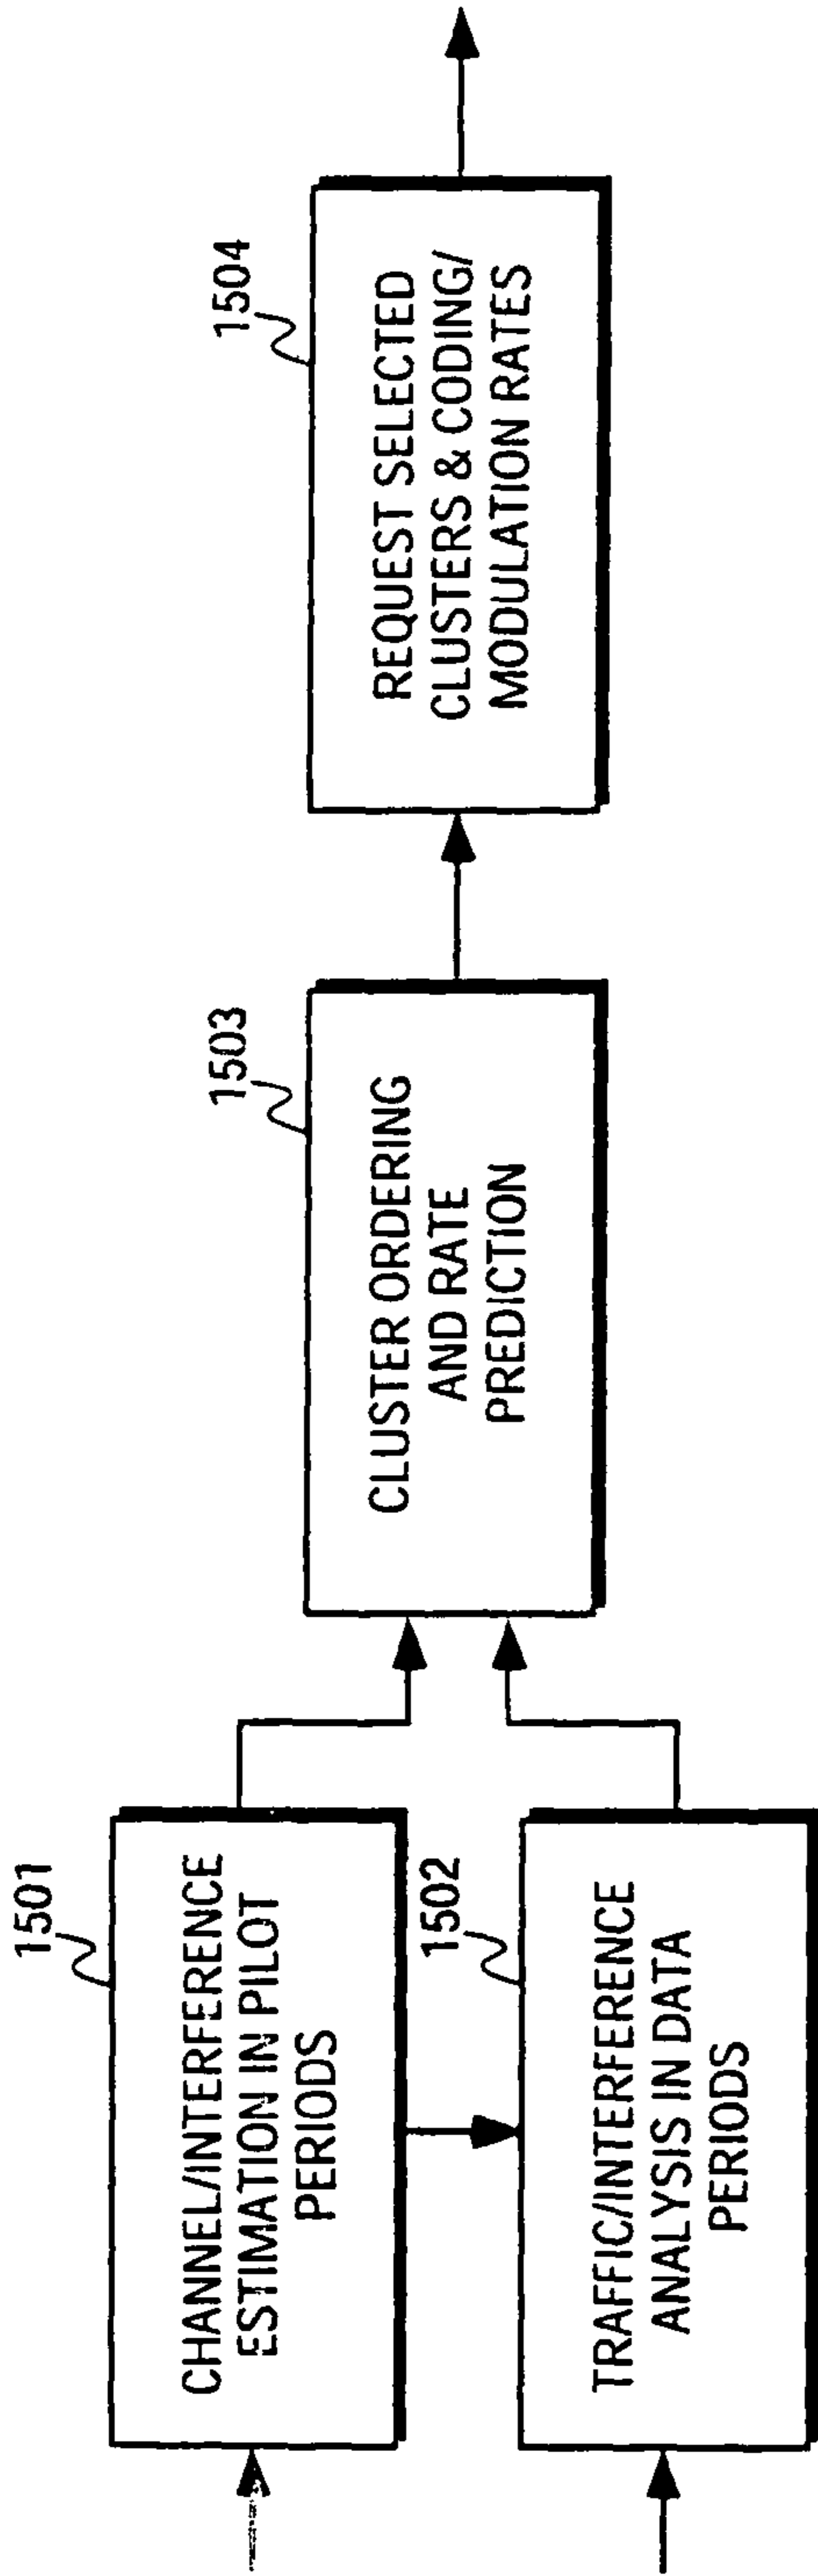 1501
CHANNEL/INTERFERENCE
ESTIMATION IN PILOT
PERIODS
1502
TRAFFIC/INTERFERENCE
ANALYSIS IN DATA
PERIODS
1503
CLUSTER ORDERING
AND RATE
PREDICTION
1504
REQUEST SELECTED
CLUSTERS & CODING/
MODULATION RATES